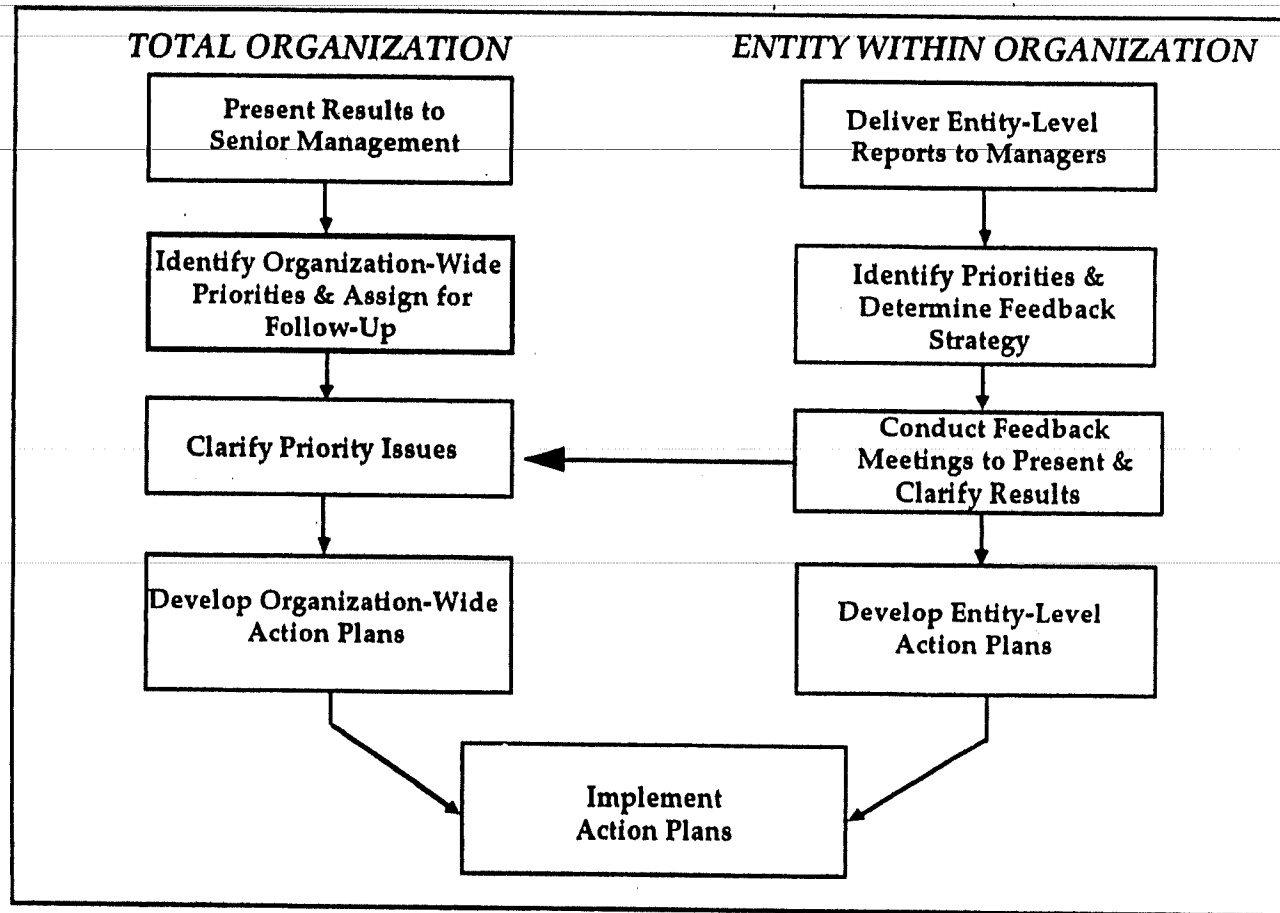 TOTAL ORGANIZATION
Present Results to
Senior Management
Identify Organization-Wide
Priorities & Assign for
Follow-Up
Clarify Priority Issues
Develop Organization-Wide
Action Plans
ENTITY WITHIN ORGANIZATION
Deliver Entity-Level
Reports to Managers
Identify Priorities &
Determine Feedback
Strategy
Conduct Feedback
Meetings to Present &
Clarify Results
Develop Entity-Level
Action Plans
Implement
Action Plans